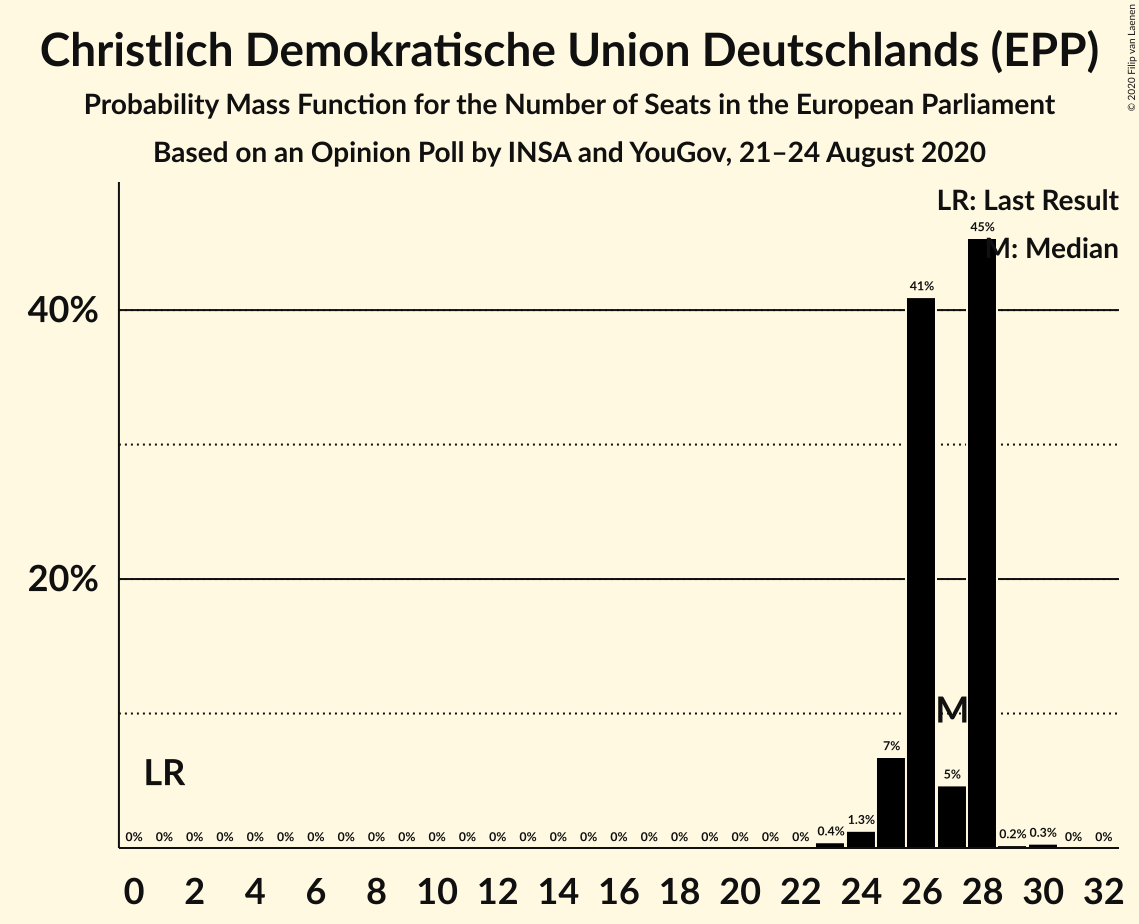 Christlich Demokratische Union Deutschlands (EPP)
Probability Mass Function for the Number of Seats in the European Parliament
Based on an Opinion Poll by INSA and YouGov, 21–24 August 2020
© 2020 Filip van Laenen
LR: Last Result
M: Median
45%
41%
40%
20%
M
7%
5%
LR
0% 0% 0% 0% 0% 0% 0% 0% 0% 0% 0% 0% 0% 0% 0% 0% 0% 0% 0% 0% 0% 0% 0% 0.4% 1.3% 0.2% 0.3% 0% 0%
0 2 4 6 8 10 12 14 16 18 20 22 24 26 28 30 32